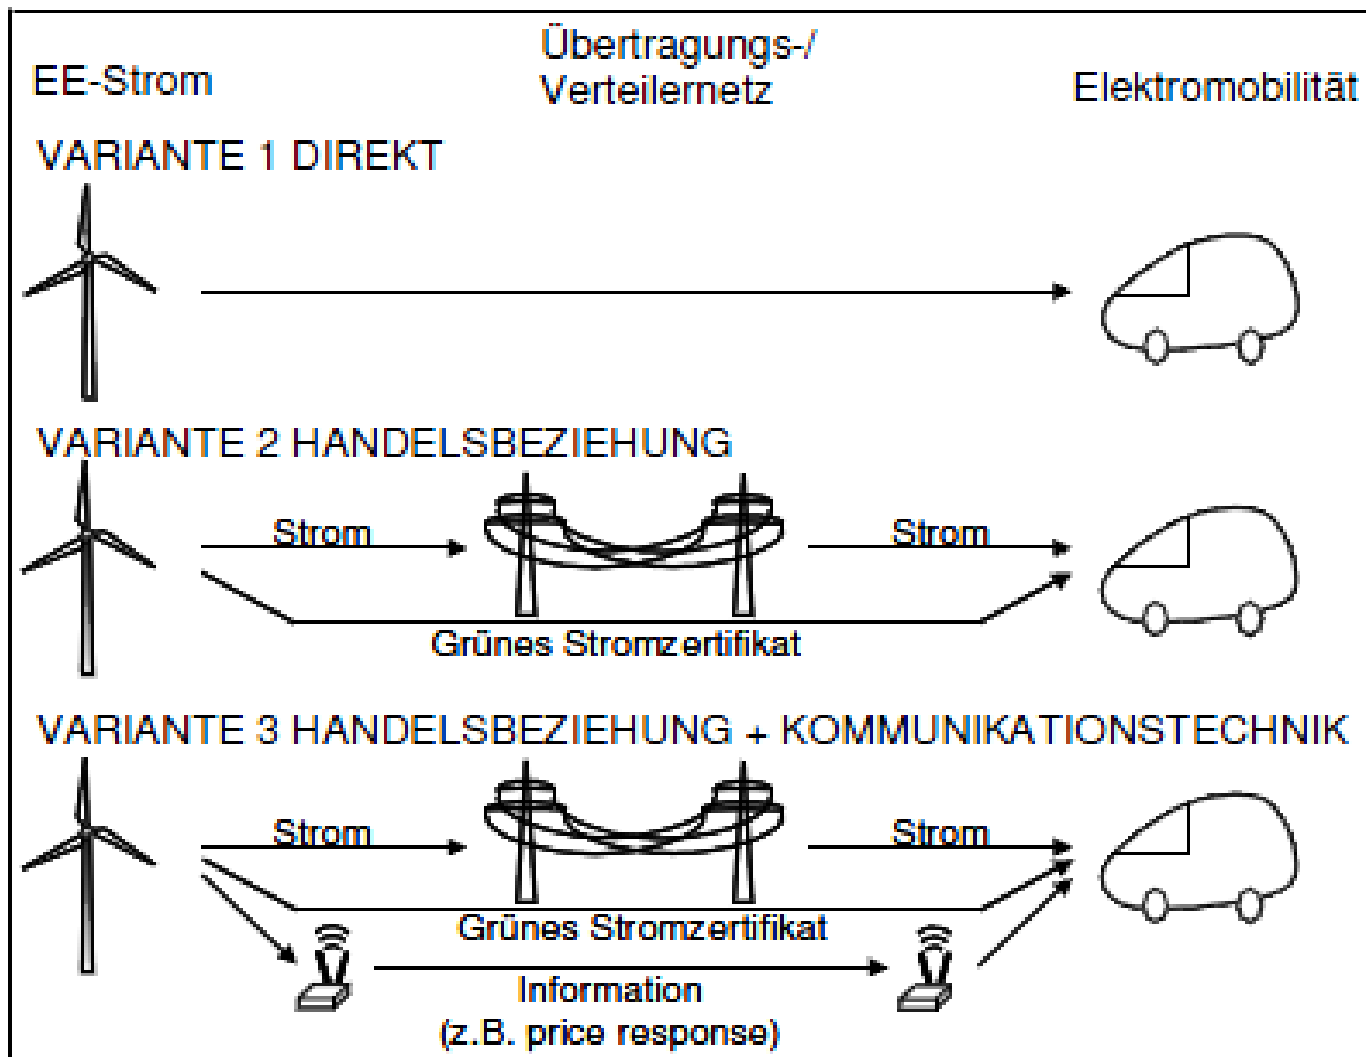 EE-Strom
Übertragungs-/
Verteilernetz
Elektromobilität
VARIANTE 1 DIREKT
VARIANTE 2 HANDELSBEZIEHUNG
Strom
Strom
Grünes Stromzertifikat
VARIANTE 3 HANDELSBEZIEHUNG + KOMMUNIKATIONSTECHNIK
Strom
Strom
Grünes Stromzertifikat
Information
(z.B. price response)